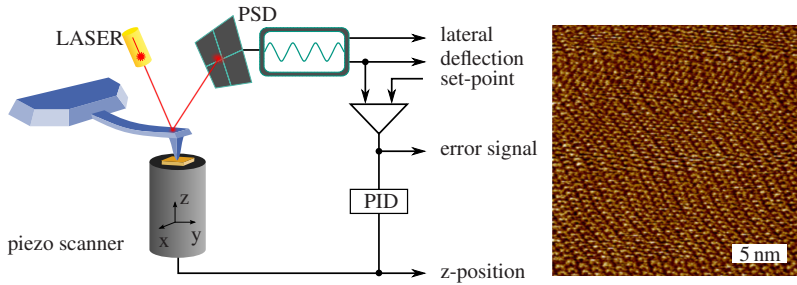 PSD
LASER
lateral
deflection
set-point
error signal
PID
z
x
y
piezo scanner
z-position
5 nm